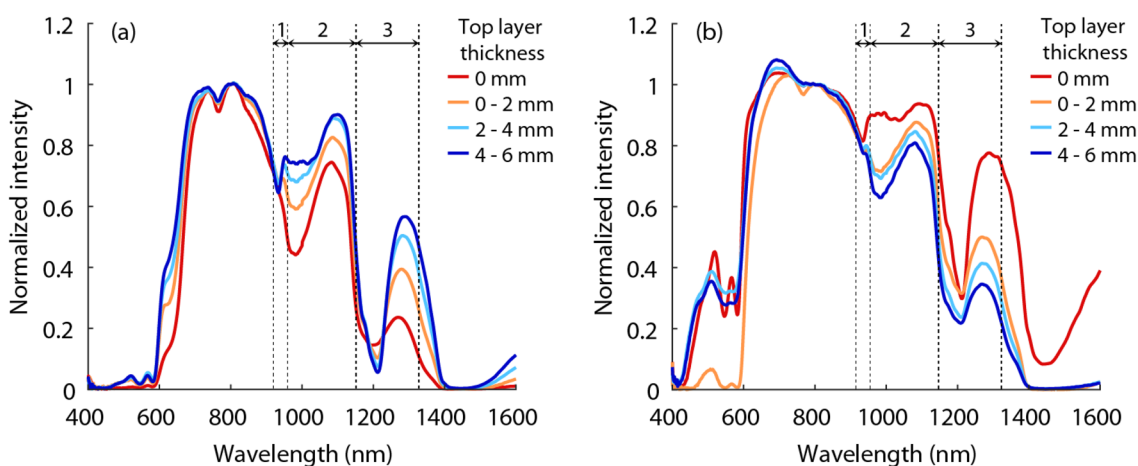 (a)
1 2 3
Top layer
thickness
0 mm
0 - 2 mm
2 - 4 mm
4 - 6 mm
Normalized intensity
1.2
1
0.8
0.6
0.4
0.2
0
400 600 800 1000 1200 1400 1600
Wavelength (nm)
(b)
1 2 3
Top layer
thickness
0 mm
0 - 2 mm
2 - 4 mm
4 - 6 mm
Normalized intensity
1.2
1
0.8
0.6
0.4
0.2
0
400 600 800 1000 1200 1400 1600
Wavelength (nm)